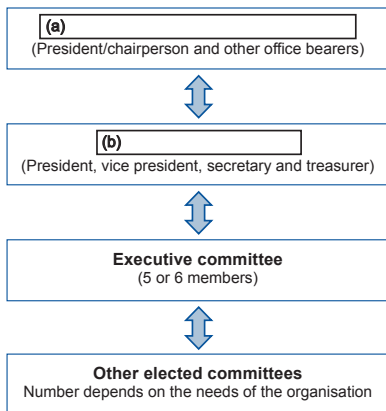 (a)
(President/chairperson and other office bearers)
(b)
(President, vice president, secretary and treasurer)
Executive committee
(5 or 6 members)
Other elected committees
Number depends on the needs of the organisation